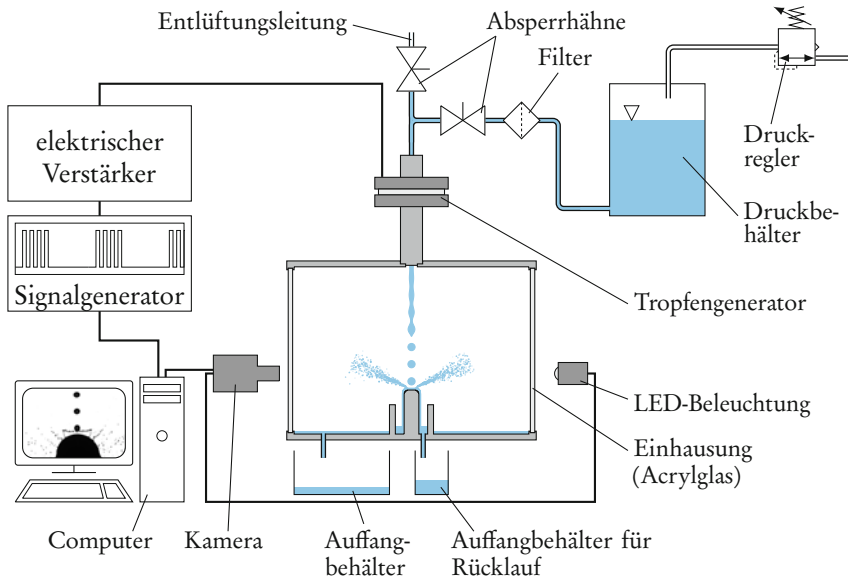 Entlüftungsleitung
Absperrhähne
Filter
elektrischer
Verstärker
Druck-
regler
Druckbe-
hälter
Signalgenerator
Tropfengenerator
LED-Beleuchtung
Einhausung
(Acrylglas)
Computer
Kamera
Auffang-
behälter
Auffangbehälter für
Rücklauf